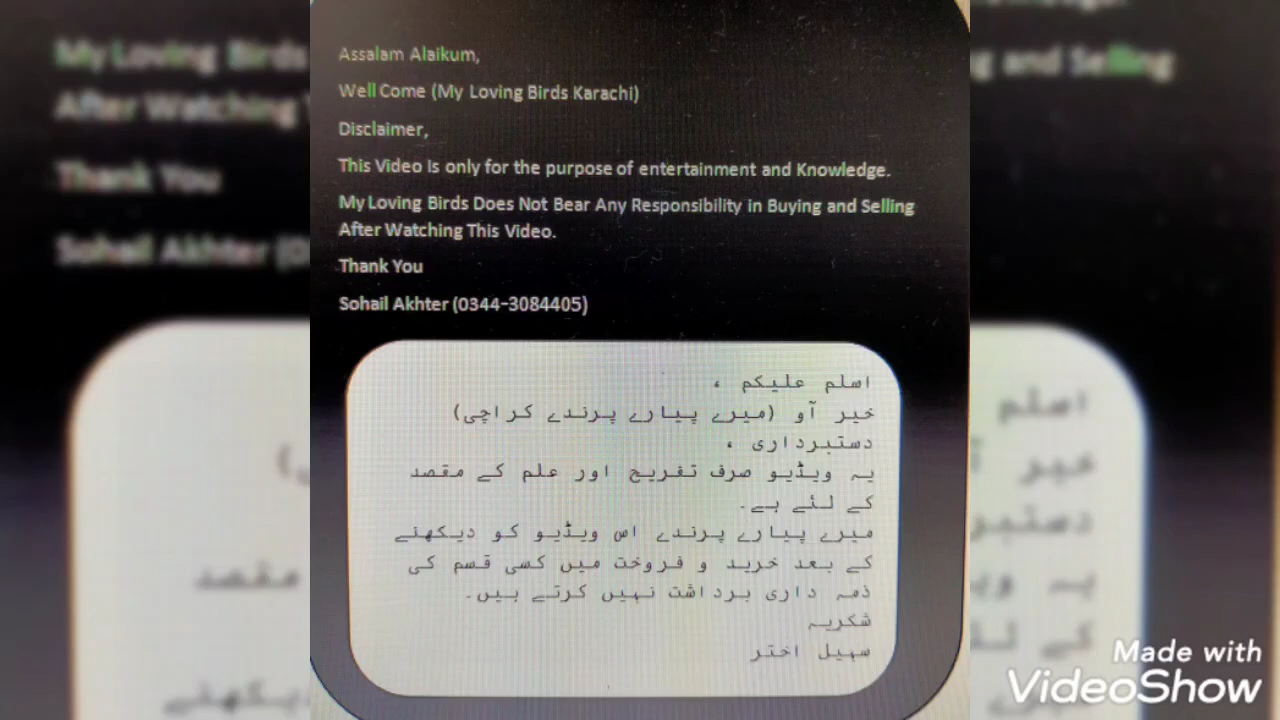 Assalam Alaikum,
Well Come (My Loving Birds Karachi)
Disclaimer,
This Video Is only for the purpose of entertainment and Knowledge.
My Loving Birds Does Not Bear Any Responsibility in Buying and Selling
After Watching This Video.
Thank You
Sohail Akhter (0344-3084405)
اسلم علیکم ،
خیر آو (میرے پیارے پرندے کراچی)
دستبرداری ،
یہ ویڈیو صرف تفریح اور علم کے مقصد
کے لئے ہے۔
میرے پیارے پرندے اس ویڈیو کو دیکھنے
کے بعد خرید و فروخت میں کسی قسم کی
ذمہ داری برداشت نہیں کرتے ہیں۔
شکریہ
سہیل اختر
Made with
VideoShow